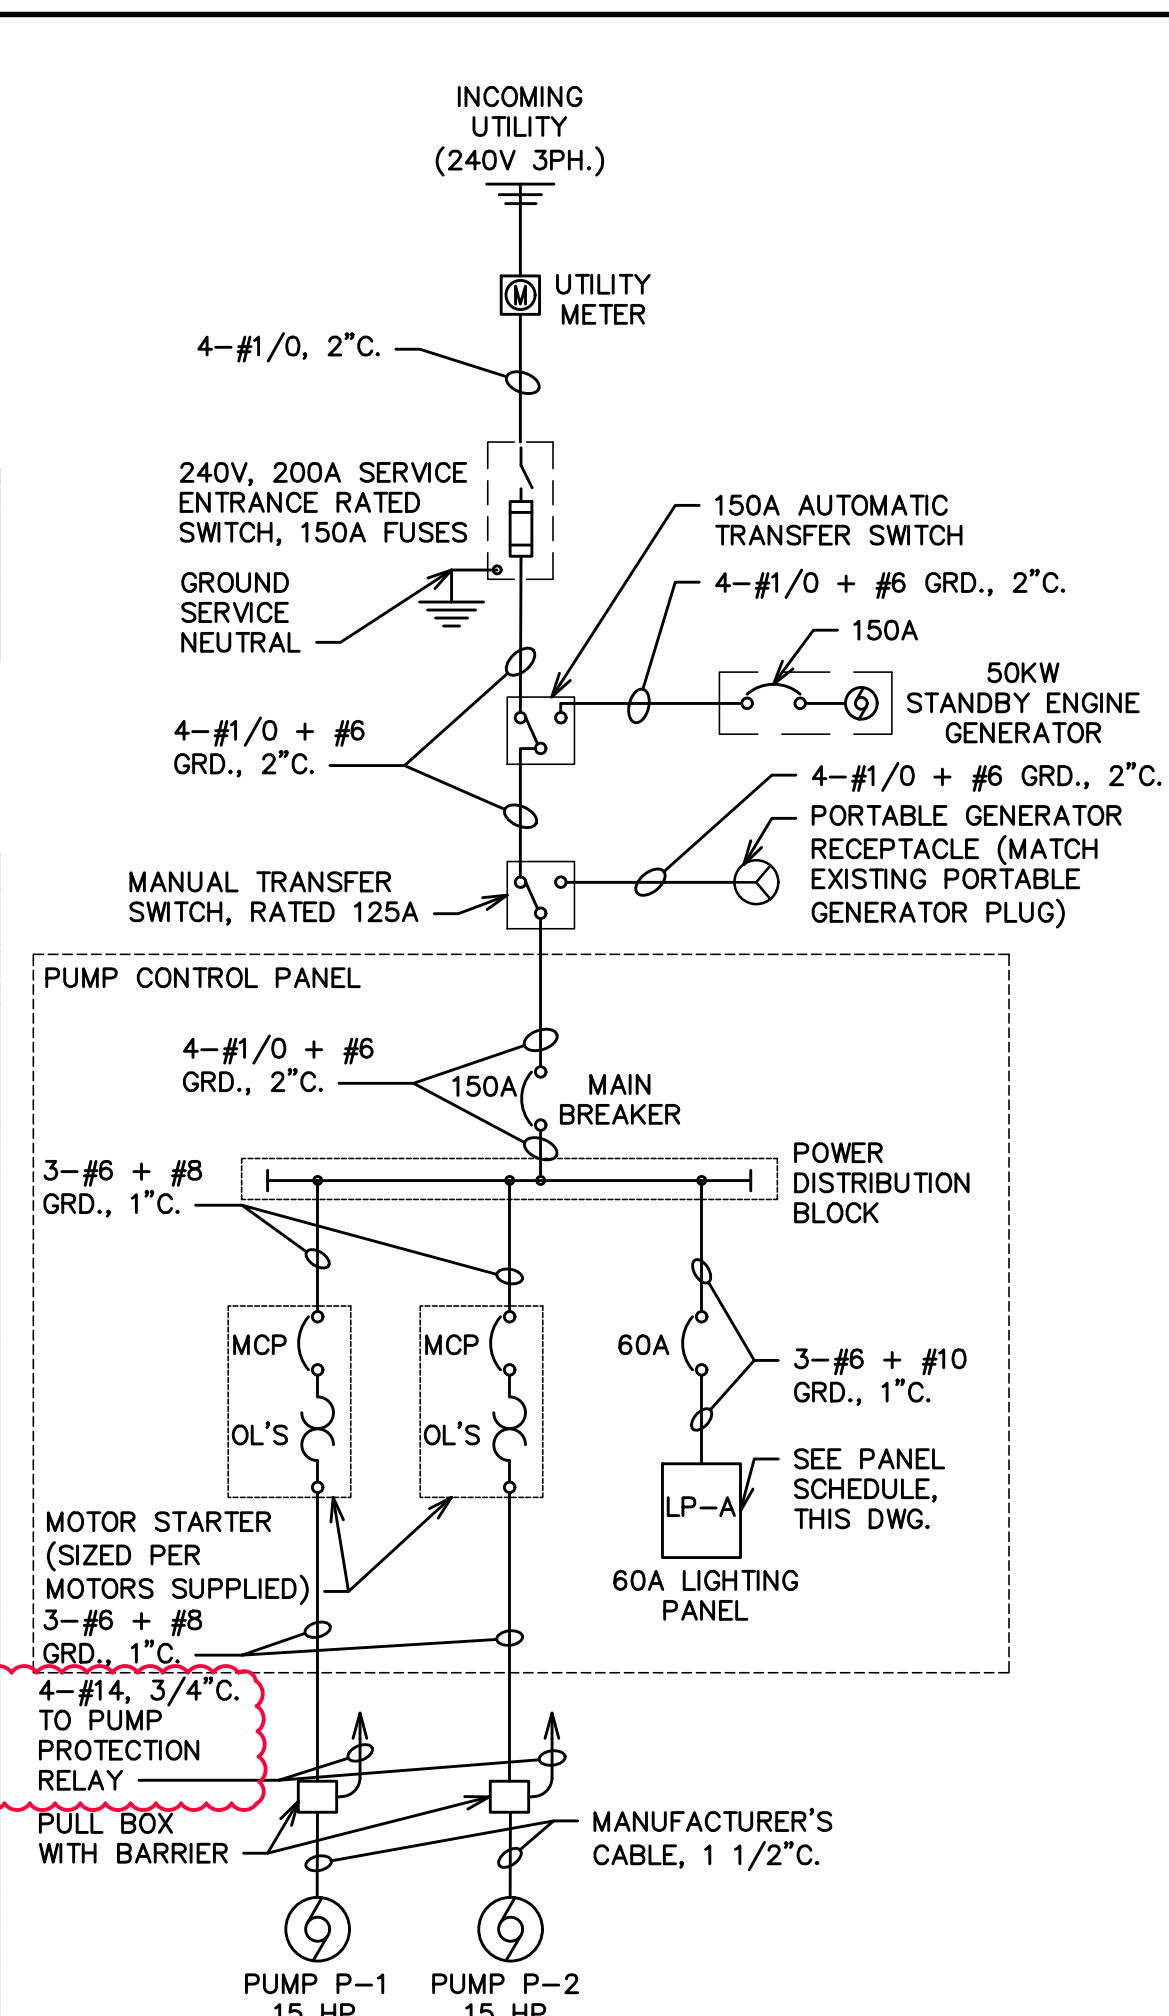 INCOMING
UTILITY
(240V 3PH.)
M
UTILITY
METER
4-#1/0, 2"C.
240V, 200A SERVICE
ENTRANCE RATED
SWITCH, 150A FUSES
GROUND
SERVICE
NEUTRAL
150A AUTOMATIC
TRANSFER SWITCH
4-#1/0 + #6 GRD., 2"C.
150A
50KW
STANDBY ENGINE
GENERATOR
4-#1/0 + #6
GRD., 2"C.
4-#1/0 + #6 GRD., 2"C.
PORTABLE GENERATOR
RECEPTACLE (MATCH
EXISTING PORTABLE
GENERATOR PLUG)
MANUAL TRANSFER
SWITCH, RATED 125A
PUMP CONTROL PANEL
4-#1/0 + #6
GRD., 2"C.
150A
MAIN
BREAKER
POWER
DISTRIBUTION
BLOCK
3-#6 + #8
GRD., 1"C.
MCP
OL'S
MCP
OL'S
60A
3-#6 + #10
GRD., 1"C.
LP-A
SEE PANEL
SCHEDULE,
THIS DWG.
60A LIGHTING
PANEL
MOTOR STARTER
(SIZED PER
MOTORS SUPPLIED)
3-#6 + #8
GRD., 1"C.
4-#14, 3/4"C.
TO PUMP
PROTECTION
RELAY
PULL BOX
WITH BARRIER
MANUFACTURER'S
CABLE, 1 1/2"C.
PUMP P-1
15 HP
PUMP P-2
15 HP